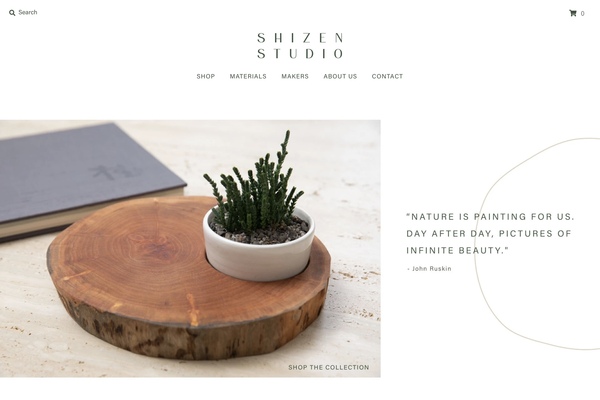 Search
0
SHIZEN
STUDIO
SHOP MATERIALS MAKERS ABOUT US CONTACT
"NATURE IS PAINTING FOR US.
DAY AFTER DAY, PICTURES OF
INFINITE BEAUTY."
- John Ruskin
SHOP THE COLLECTION